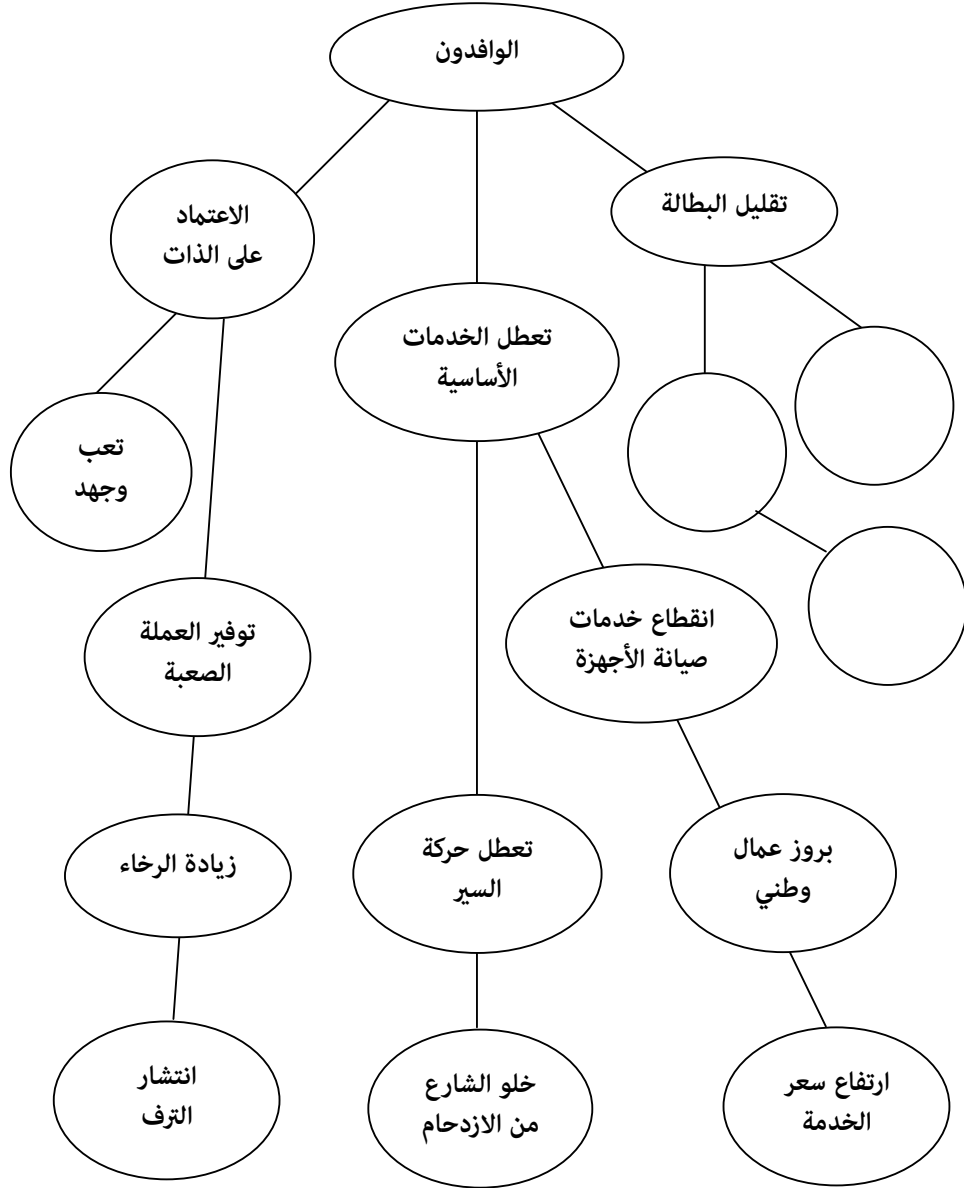 الوافدون
تقليل البطالة
الاعتماد
على الذات
تعطل الخدمات
الأساسية
تعب
وجهد
انقطاع خدمات
صيانة الأجهزة
توفير العملة
الصعبة
بروز عمال
وطني
تعطل حركة
السير
زيادة الرخاء
ارتفاع سعر
الخدمة
خلو الشارع
من الازدحام
انتشار
الترف